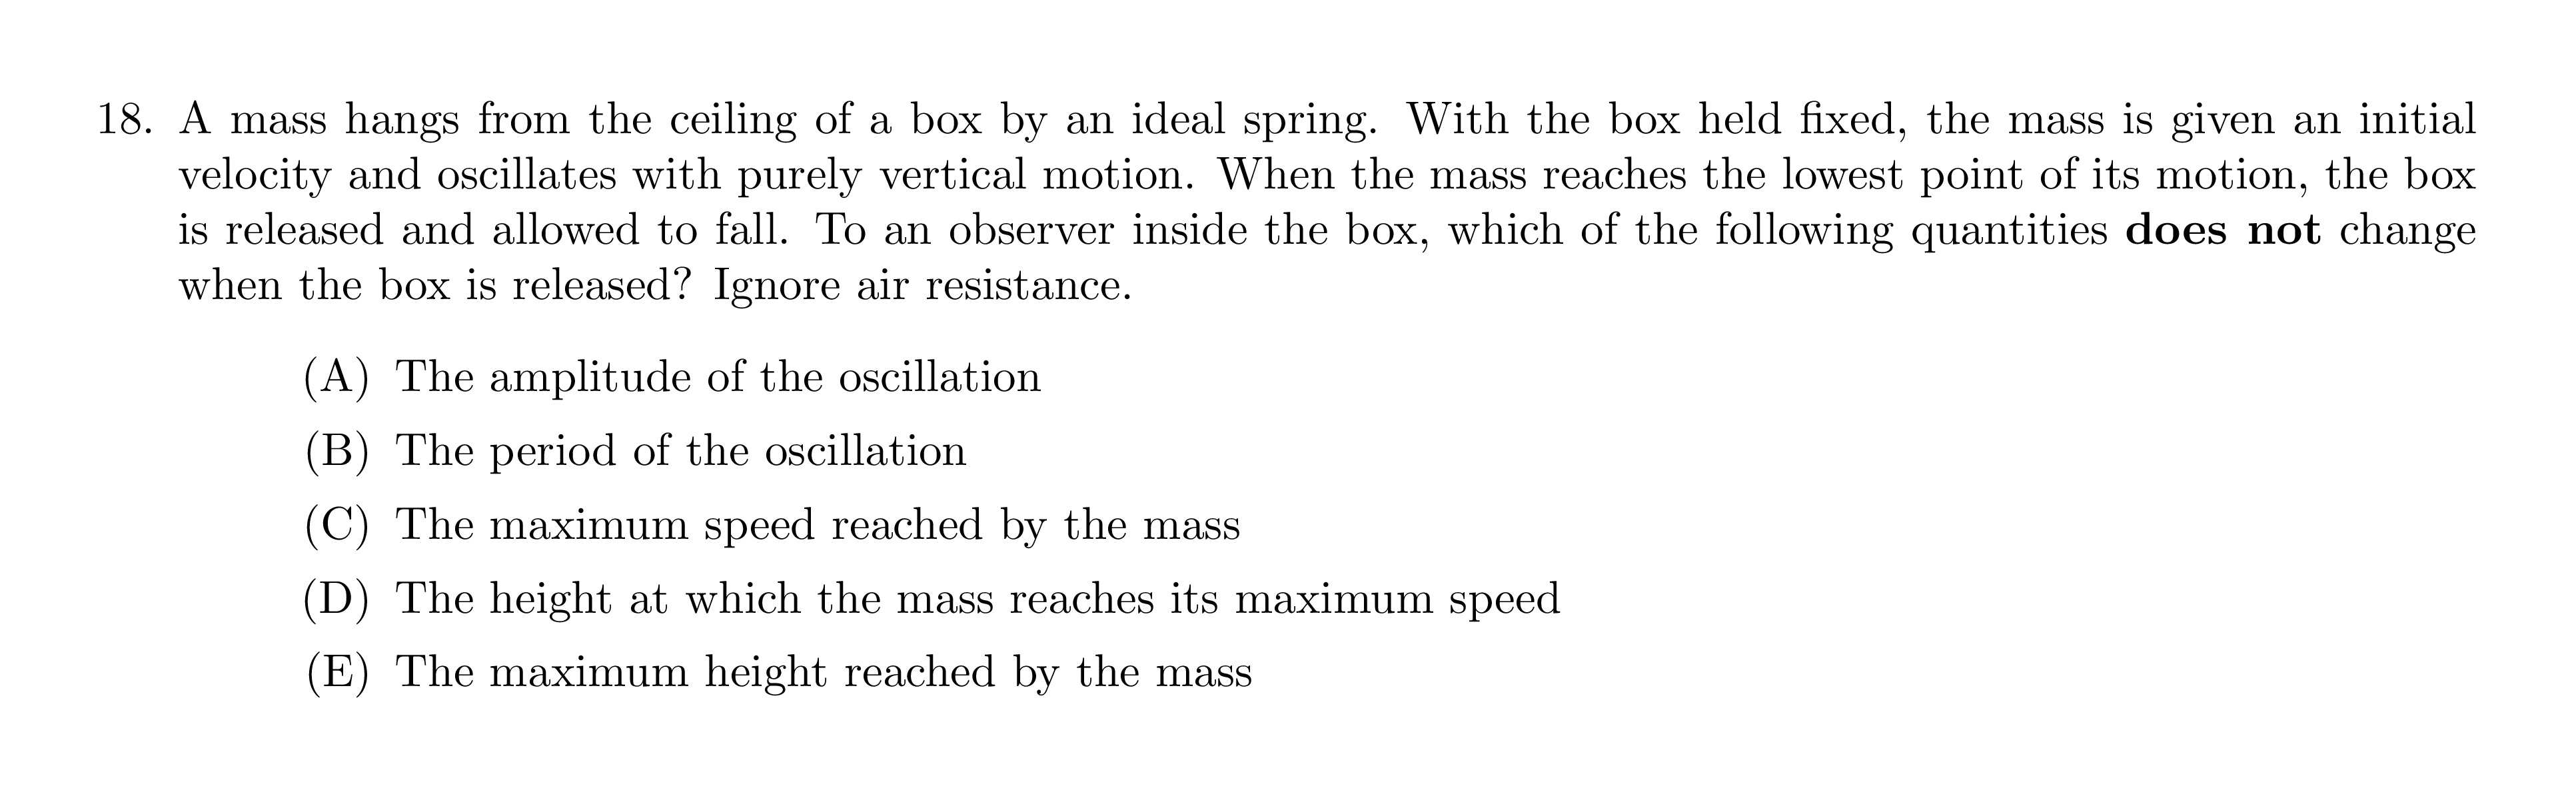 18. A mass hangs from the ceiling of a box by an ideal spring. With the box held fixed, the mass is given an initial
velocity and oscillates with purely vertical motion. When the mass reaches the lowest point of its motion, the box
is released and allowed to fall. To an observer inside the box, which of the following quantities does not change
when the box is released? Ignore air resistance.
(A) The amplitude of the oscillation
(B) The period of the oscillation
(C) The maximum speed reached by the mass
(D) The height at which the mass reaches its maximum speed
(E) The maximum height reached by the mass